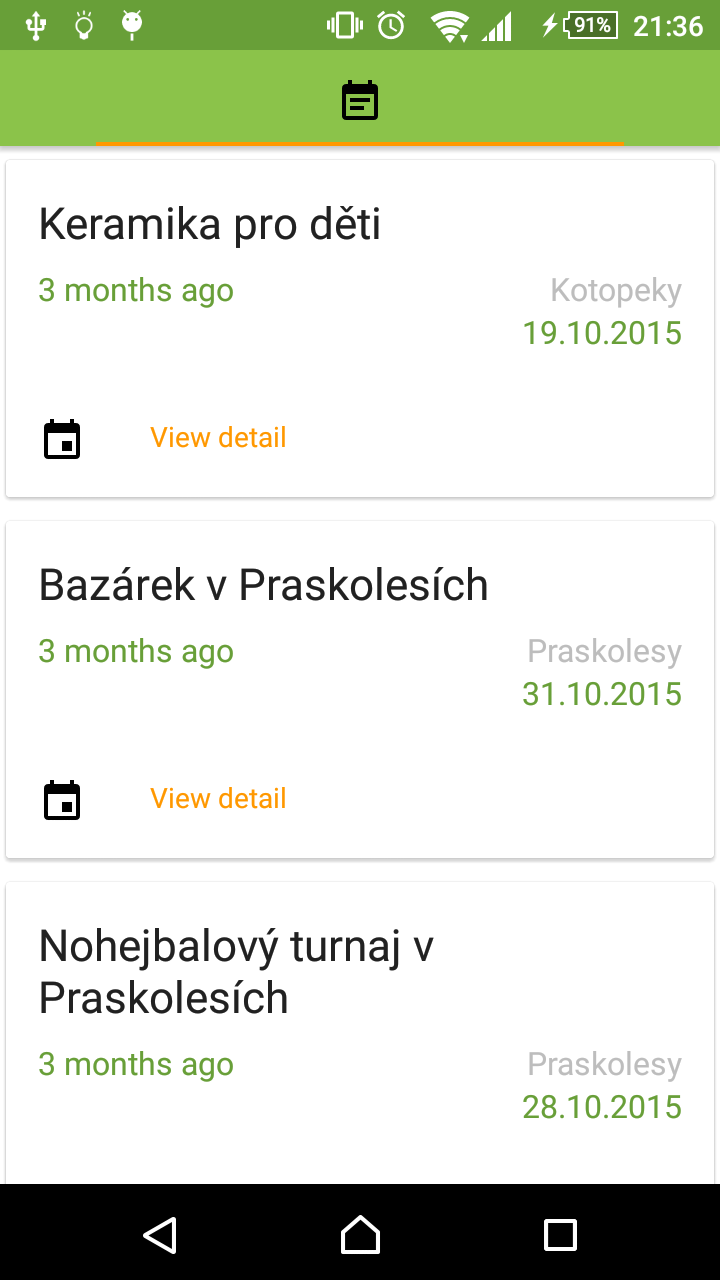 91% 21:36
Keramika pro děti
3 months ago Kotopeky
19.10.2015
View detail
Bazárek v Praskolesích
3 months ago Praskolesy
31.10.2015
View detail
Nohejbalový turnaj v
Praskolesích
3 months ago Praskolesy
28.10.2015